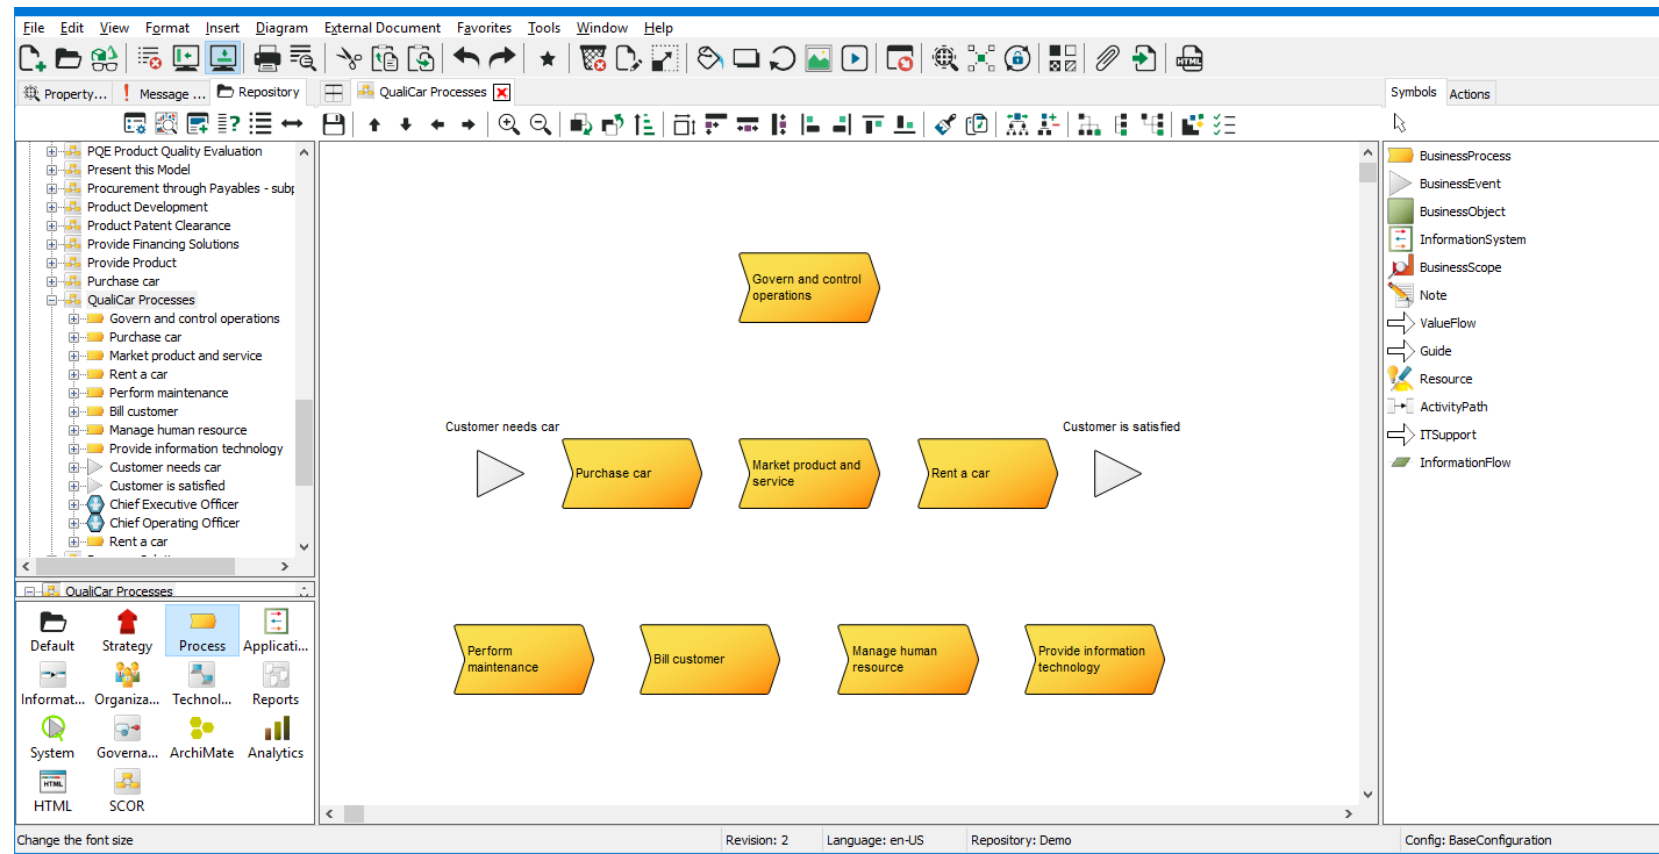 File Edit View Format Insert Diagram External Document Favorites Tools Window Help
HTML
Property... Message ... Repository QualiCar Processes Symbols Actions
PQE Product Quality Evaluation
Present this Model
Procurement through Payables - subp
Product Development
Product Patent Clearance
Provide Financing Solutions
Provide Product
Purchase car
QualiCar Processes
Govern and control operations
Purchase car
Market product and service
Rent a car
Perform maintenance
Bill customer
Manage human resource
Provide information technology
Customer needs car
Customer is satisfied
Chief Executive Officer
Chief Operating Officer
Rent a car
QualiCar Processes
Default Strategy Process Applicati...
Informat... Organiza... Technol... Reports
System Governa... ArchiMate Analytics
HTML
HTML SCOR
Govern and control
operations
Customer needs car
Customer is satisfied
Purchase car
Market product and
service
Rent a car
Perform
maintenance
Bill customer
Manage human
resource
Provide information
technology
BusinessProcess
BusinessEvent
BusinessObject
InformationSystem
BusinessScope
Note
ValueFlow
Guide
Resource
ActivityPath
ITSupport
InformationFlow
Change the font size Revision: 2 Language: en-US Repository: Demo Config: BaseConfiguration